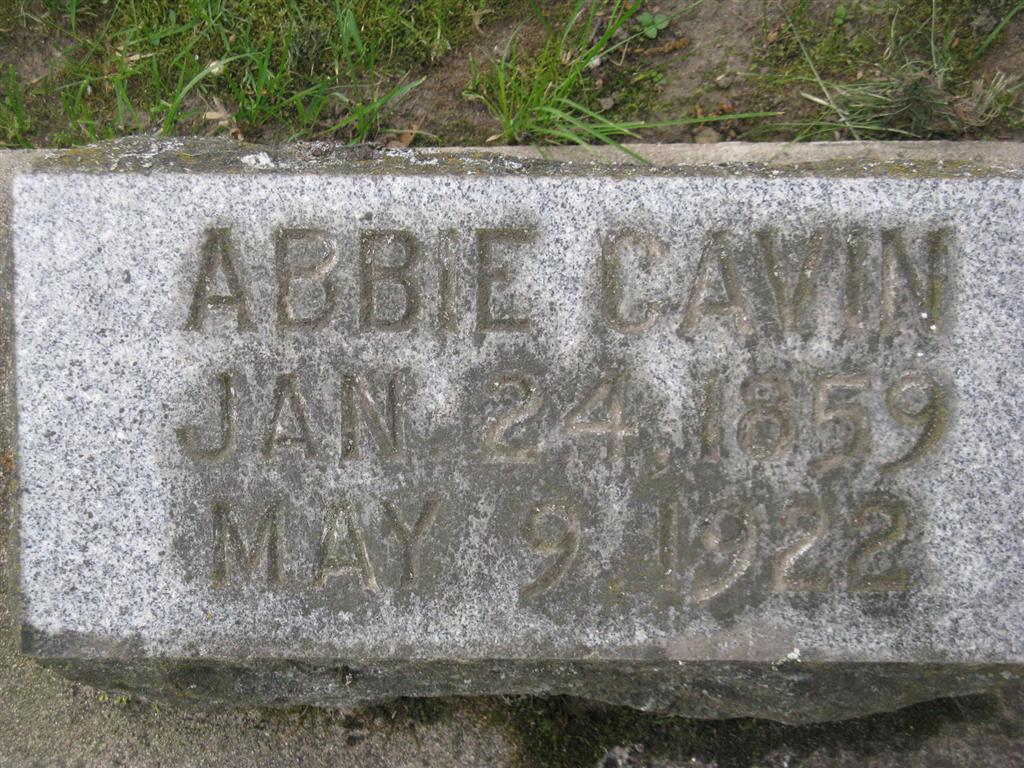 ABBIE CAVIN
JAN. 24, 1859
MAY 9, 1922